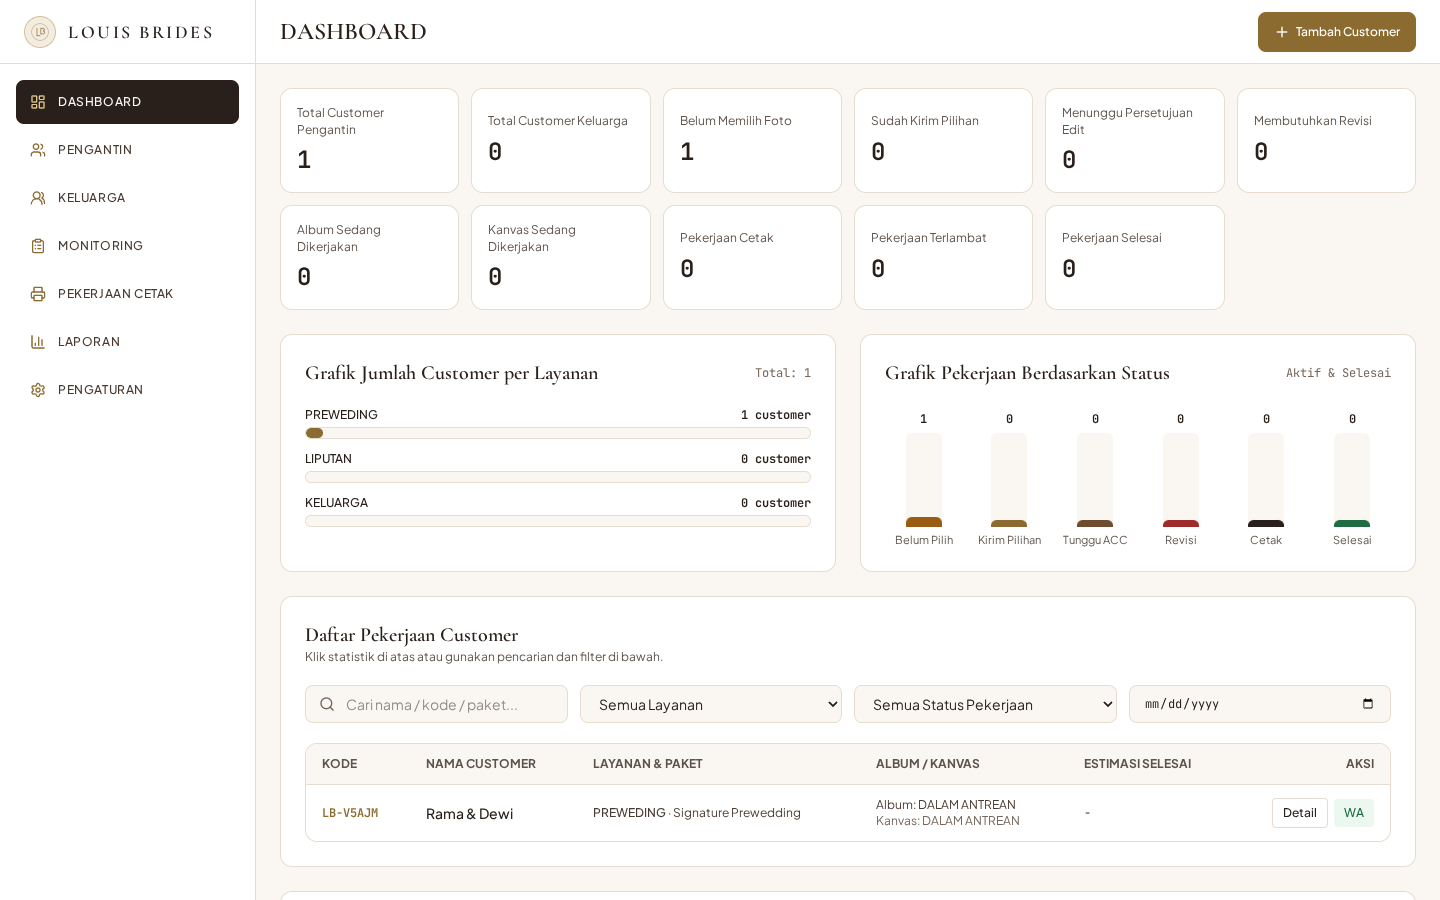 LB LOUIS BRIDES
DASHBOARD
Tambah Customer
DASHBOARD
PENGANTIN
KELUARGA
MONITORING
PEKERJAAN CETAK
LAPORAN
PENGATURAN
Total Customer
Pengantin
1
Total Customer Keluarga
0
Belum Memilih Foto
1
Sudah Kirim Pilihan
0
Menunggu Persetujuan
Edit
0
Membutuhkan Revisi
0
Album Sedang
Dikerjakan
0
Kanvas Sedang
Dikerjakan
0
Pekerjaan Cetak
0
Pekerjaan Terlambat
0
Pekerjaan Selesai
0
Grafik Jumlah Customer per Layanan
Total: 1
PREWEDING 1 customer
LIPUTAN 0 customer
KELUARGA 0 customer
Grafik Pekerjaan Berdasarkan Status
Aktif & Selesai
1 0 0 0 0 0
Belum Pilih Kirim Pilihan Tunggu ACC Revisi Cetak Selesai
Daftar Pekerjaan Customer
Klik statistik di atas atau gunakan pencarian dan filter di bawah.
Cari nama / kode / paket...
Semua Layanan
Semua Status Pekerjaan
mm/dd/yyyy
KODE NAMA CUSTOMER LAYANAN & PAKET ALBUM / KANVAS ESTIMASI SELESAI AKSI
LB-V5AJM Rama & Dewi PREWEDING · Signature Prewedding
Album: DALAM ANTREAN
Kanvas: DALAM ANTREAN
-
Detail WA